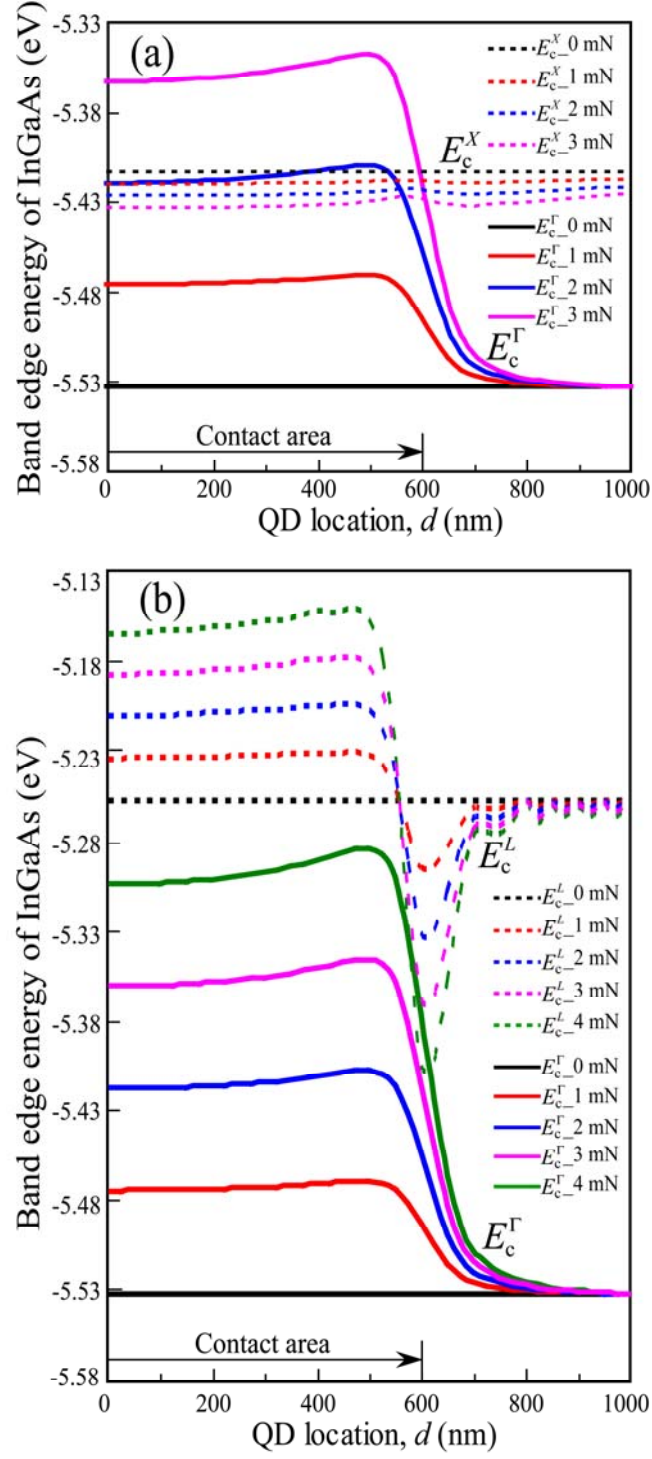 Band edge energy of InGaAs (eV)
-5.33
-5.38
-5.43
-5.48
-5.53
-5.58
(a)
E_c^X_0 mN
E_c^X_1 mN
E_c^X_2 mN
E_c^X_3 mN
E_c^X
E_c^Γ_0 mN
E_c^Γ_1 mN
E_c^Γ_2 mN
E_c^Γ_3 mN
E_c^Γ
Contact area
0 200 400 600 800 1000
QD location, d (nm)
Band edge energy of InGaAs (eV)
-5.13
-5.18
-5.23
-5.28
-5.33
-5.38
-5.43
-5.48
-5.53
-5.58
(b)
E_c^L
E_c^L_0 mN
E_c^L_1 mN
E_c^L_2 mN
E_c^L_3 mN
E_c^L_4 mN
E_c^Γ_0 mN
E_c^Γ_1 mN
E_c^Γ_2 mN
E_c^Γ_3 mN
E_c^Γ_4 mN
E_c^Γ
Contact area
0 200 400 600 800 1000
QD location, d (nm)